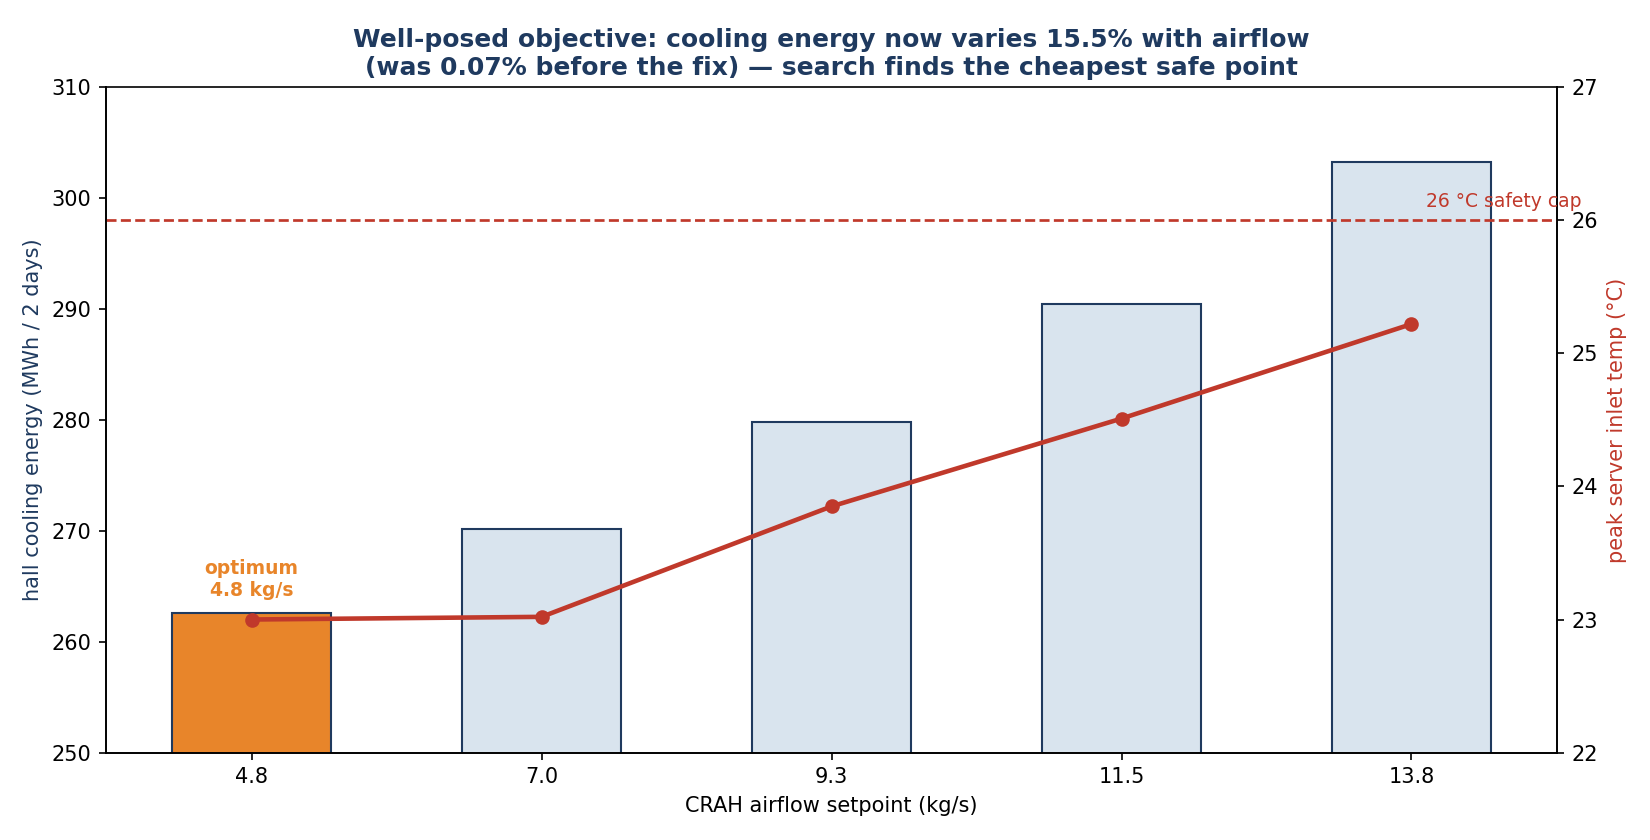 Well-posed objective: cooling energy now varies 15.5% with airflow
(was 0.07% before the fix) — search finds the cheapest safe point
310
300
290
280
270
260
250
hall cooling energy (MWh / 2 days)
27
26
25
24
23
22
peak server inlet temp (°C)
26 °C safety cap
optimum
4.8 kg/s
4.8
7.0
9.3
11.5
13.8
CRAH airflow setpoint (kg/s)